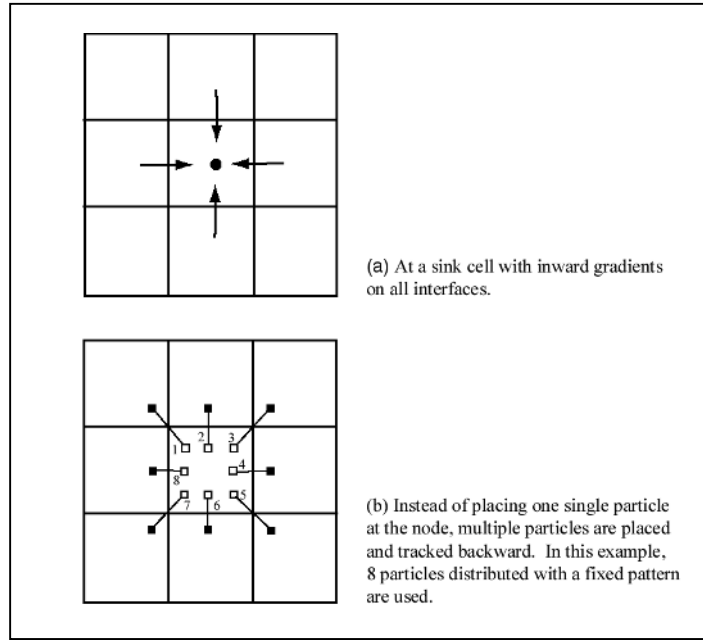 (a) At a sink cell with inward gradients
on all interfaces.
1
2
3
4
8
7
6
5
(b) Instead of placing one single particle
at the node, multiple particles are placed
and tracked backward. In this example,
8 particles distributed with a fixed pattern
are used.